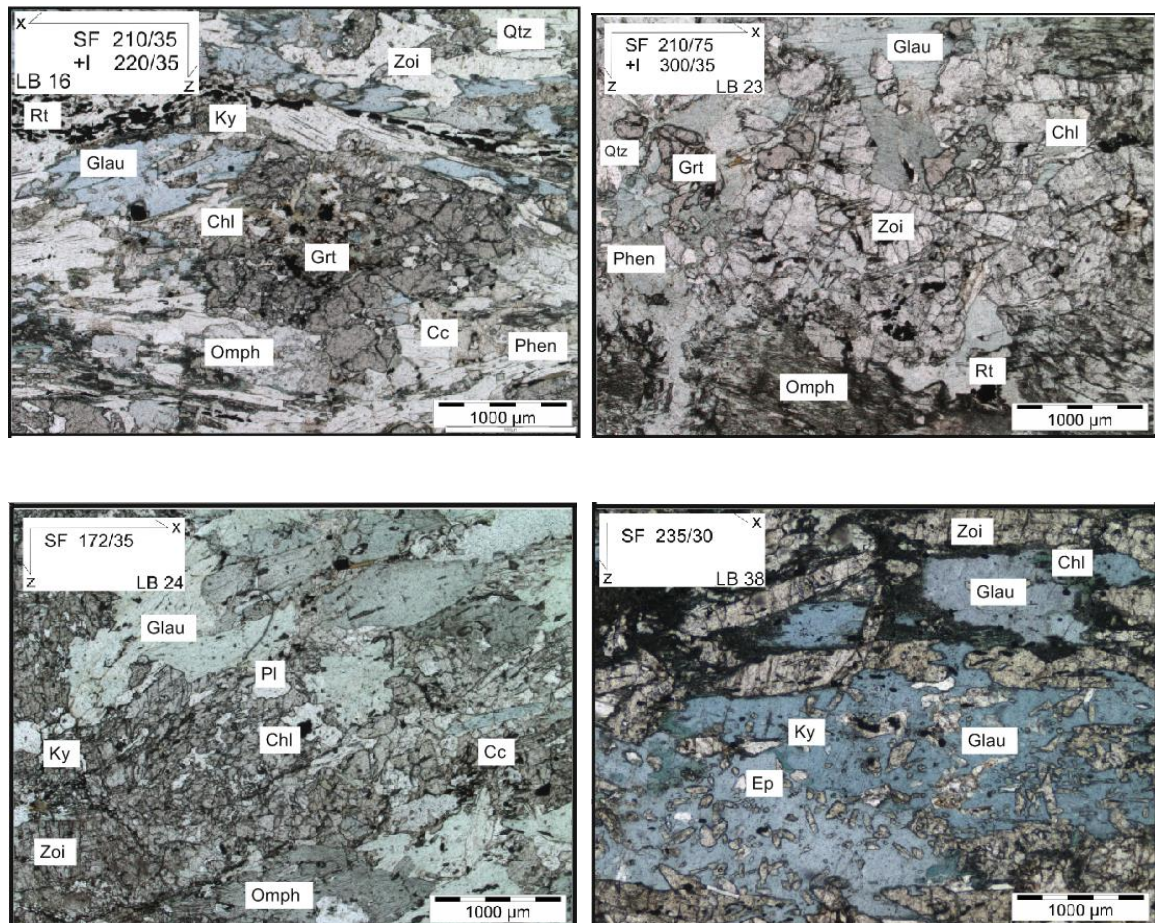 x
SF 210/35
+l 220/35
LB 16
z
Qtz
Zoi
Rt
Ky
Glau
Chl
Grt
Cc
Omph
Phen
1000 µm
x
SF 210/75
+l 300/35
z
LB 23
Glau
Chl
Qtz
Grt
Zoi
Phen
Rt
Omph
1000 µm
x
SF 172/35
z
LB 24
Glau
Pl
Chl
Ky
Cc
Zoi
Omph
1000 µm
x
SF 235/30
z
LB 38
Zoi
Chl
Glau
Ky
Glau
Ep
1000 µm